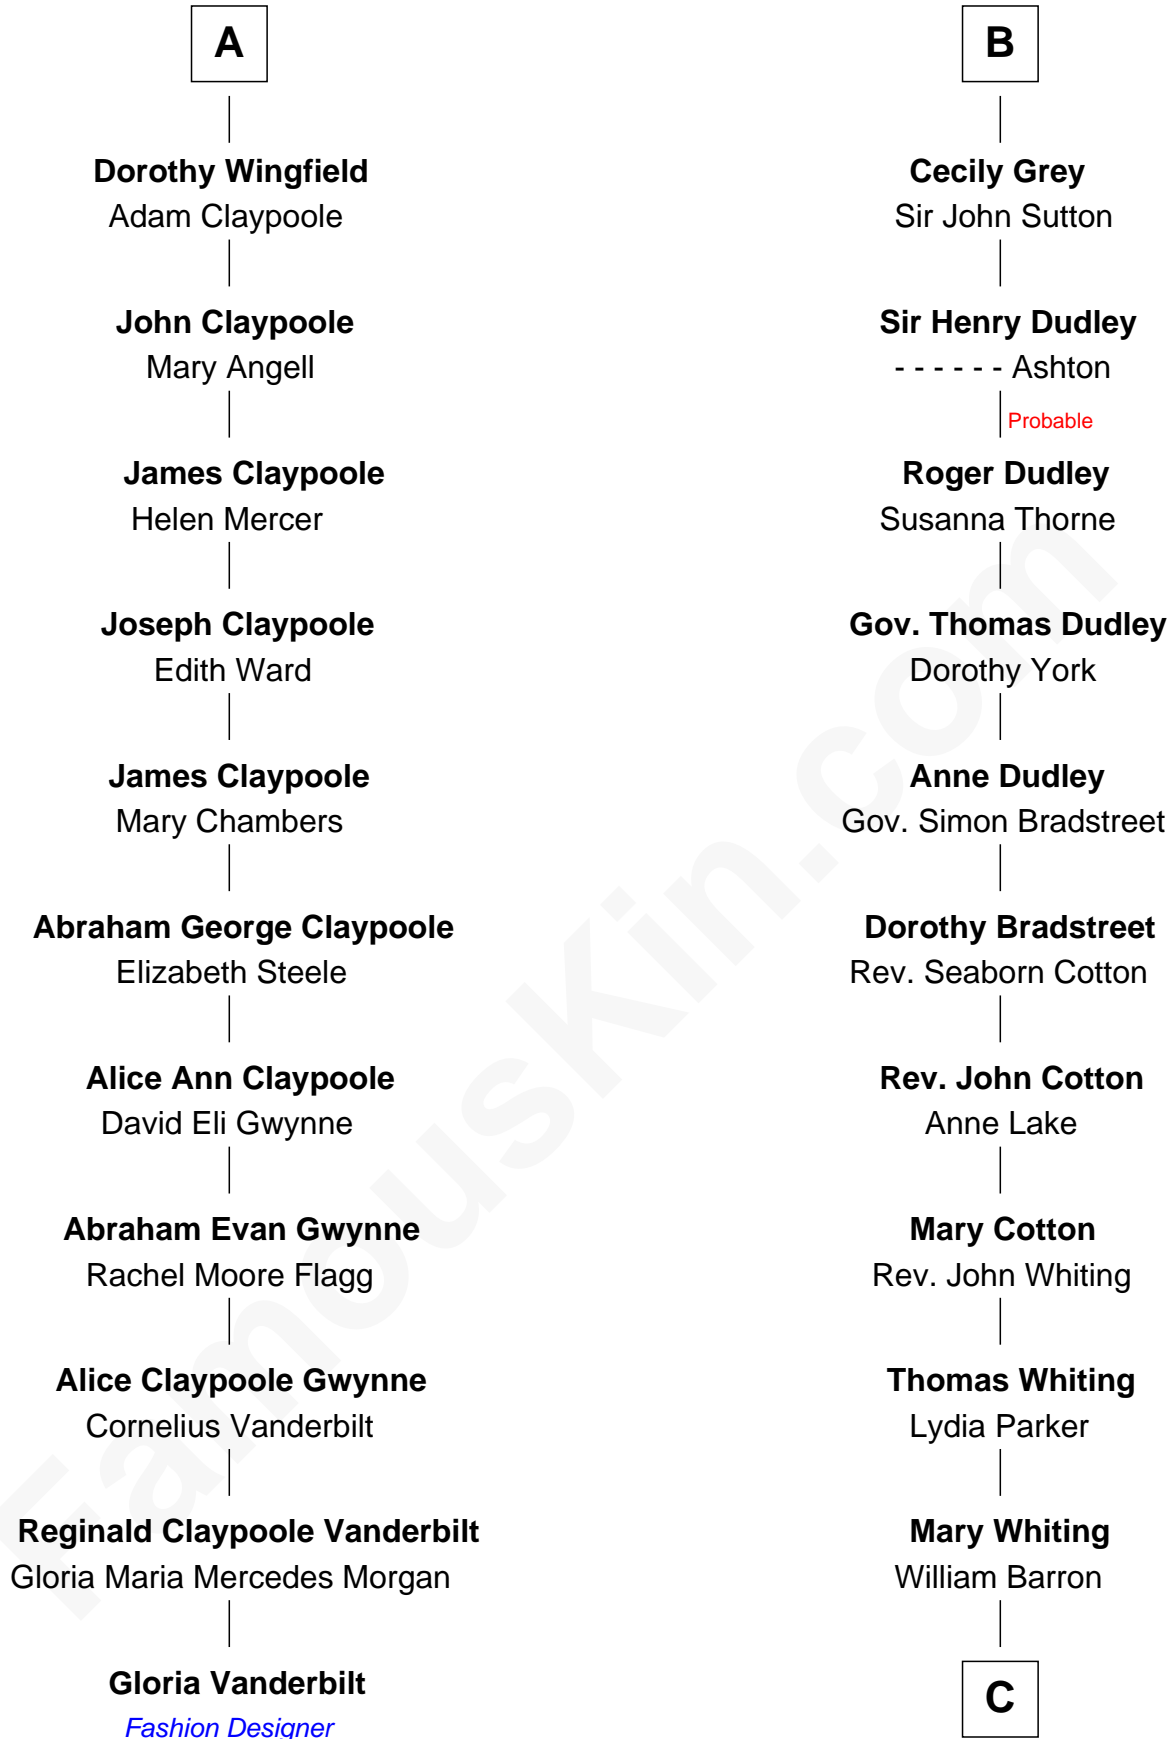 A
Dorothy Wingfield
Adam Claypoole
John Claypoole
Mary Angell
James Claypoole
Helen Mercer
Joseph Claypoole
Edith Ward
James Claypoole
Mary Chambers
Abraham George Claypoole
Elizabeth Steele
Alice Ann Claypoole
David Eli Gwynne
Abraham Evan Gwynne
Rachel Moore Flagg
Alice Claypoole Gwynne
Cornelius Vanderbilt
Reginald Claypoole Vanderbilt
Gloria Maria Mercedes Morgan
Gloria Vanderbilt
Fashion Designer
B
Cecily Grey
Sir John Sutton
Sir Henry Dudley
- - - - - - Ashton
Probable
Roger Dudley
Susanna Thorne
Gov. Thomas Dudley
Dorothy York
Anne Dudley
Gov. Simon Bradstreet
Dorothy Bradstreet
Rev. Seaborn Cotton
Rev. John Cotton
Anne Lake
Mary Cotton
Rev. John Whiting
Thomas Whiting
Lydia Parker
Mary Whiting
William Barron
C
FamousKin.com